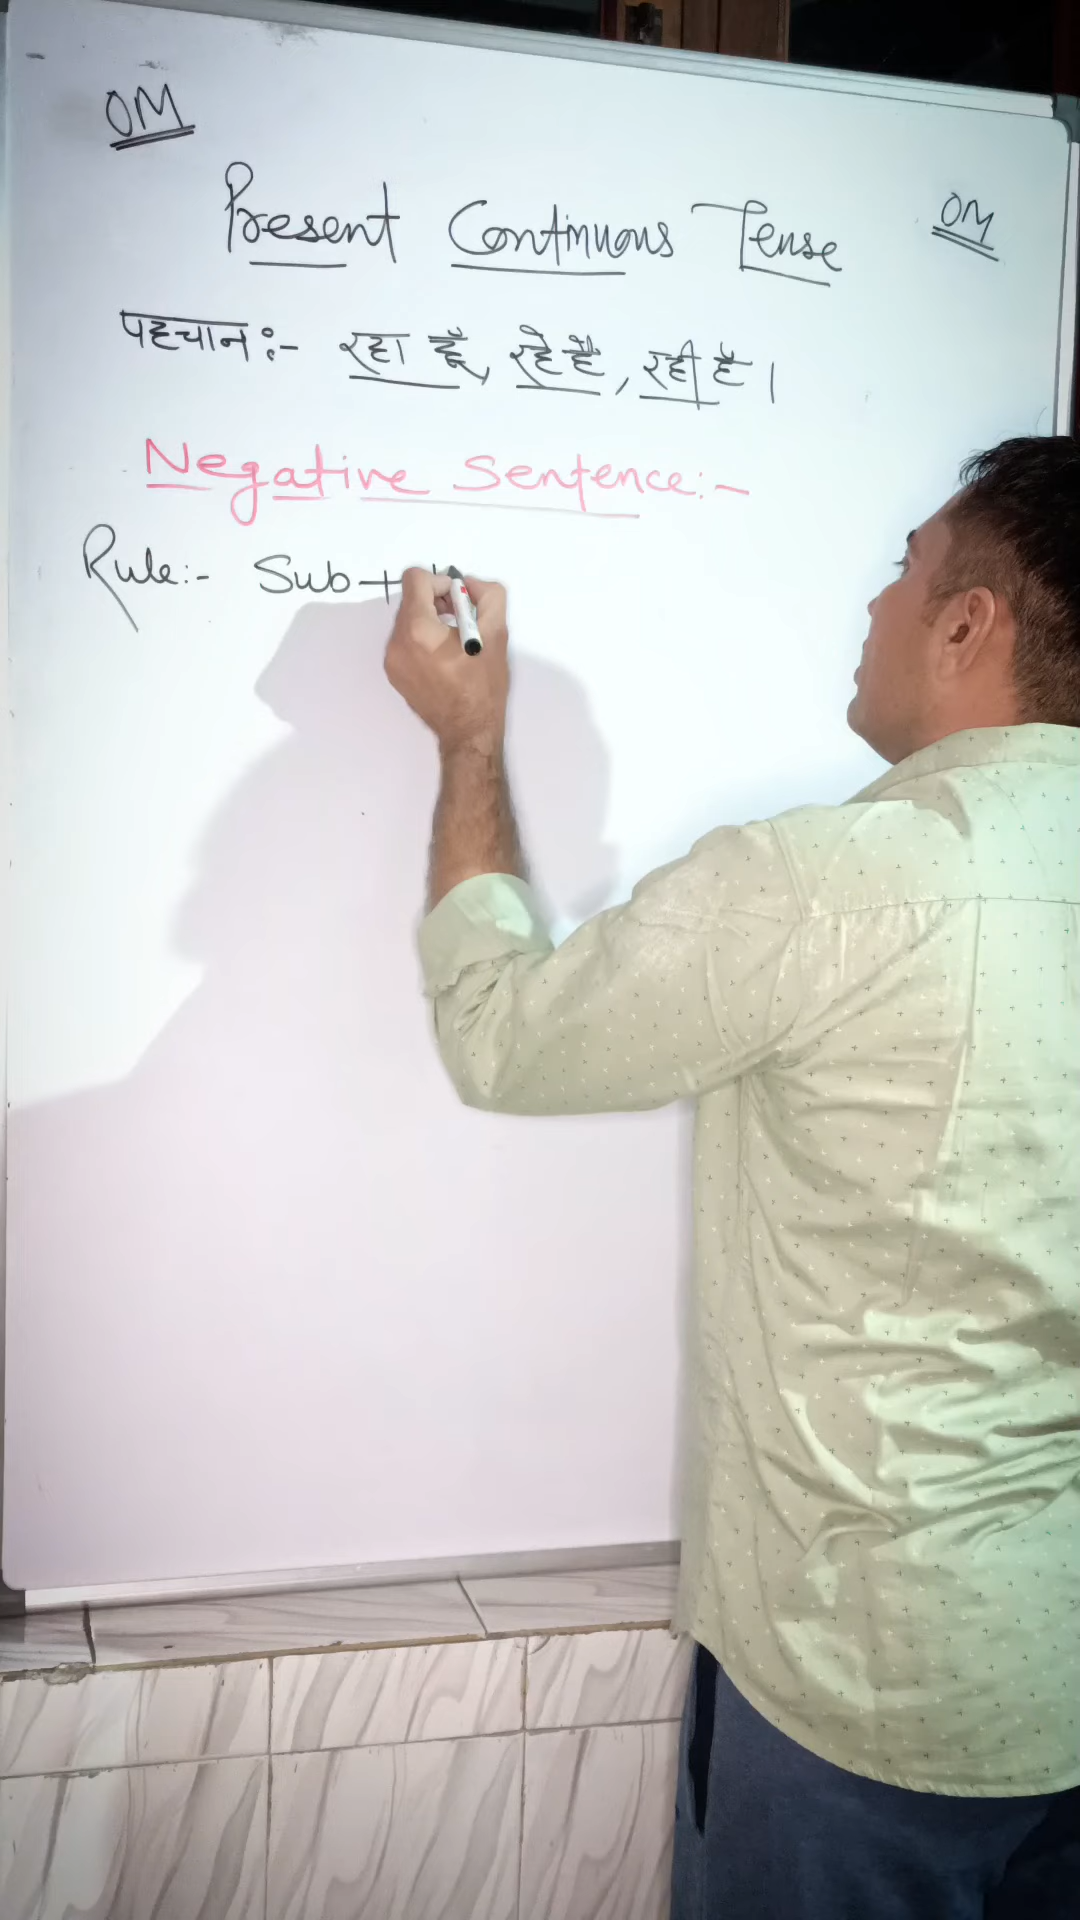 OM
OM
Present Continuous Tense
पहचान :- रहा हूँ, रहे हैं, रही है।
Negative Sentence:-
Rule:- Sub +